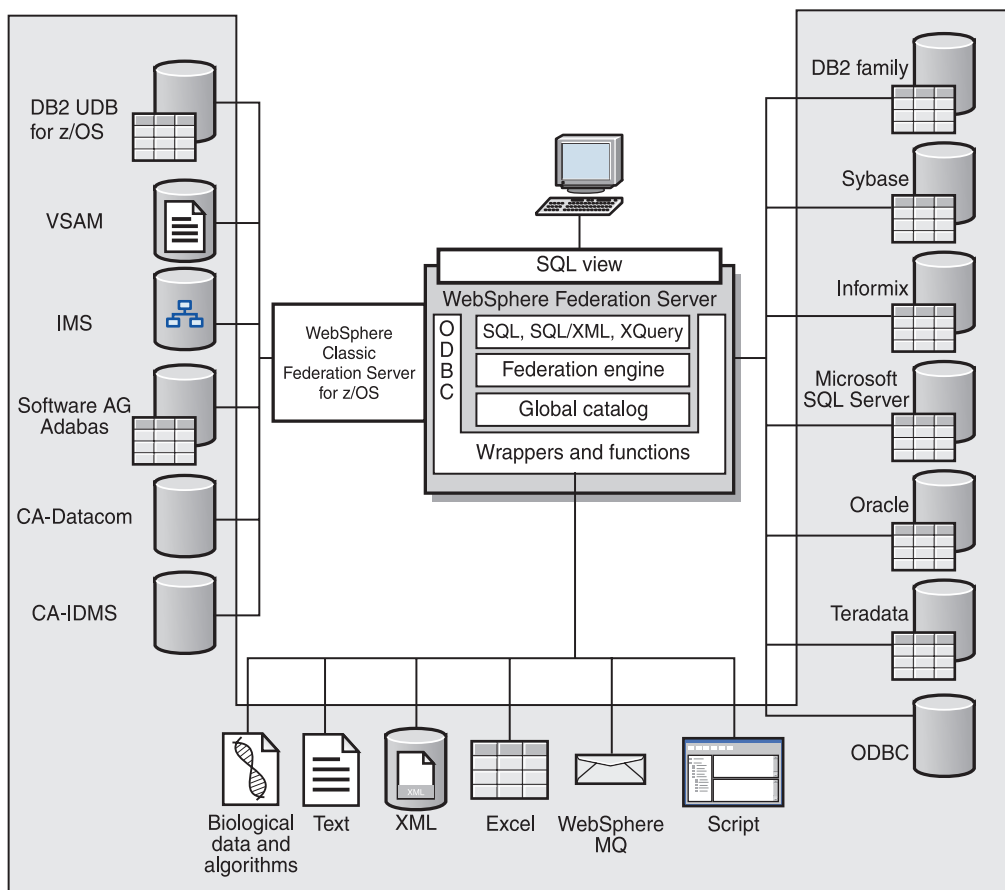 DB2 UDB
for z/OS
VSAM
IMS
Software AG
Adabas
CA-Datacom
CA-IDMS
WebSphere
Classic
Federation Server
for z/OS
SQL view
WebSphere Federation Server
ODBC
SQL, SQL/XML, XQuery
Federation engine
Global catalog
Wrappers and functions
DB2 family
Sybase
Informix
Microsoft
SQL Server
Oracle
Teradata
ODBC
Biological
data and
algorithms
Text
XML
XML
Excel
WebSphere
MQ
Script